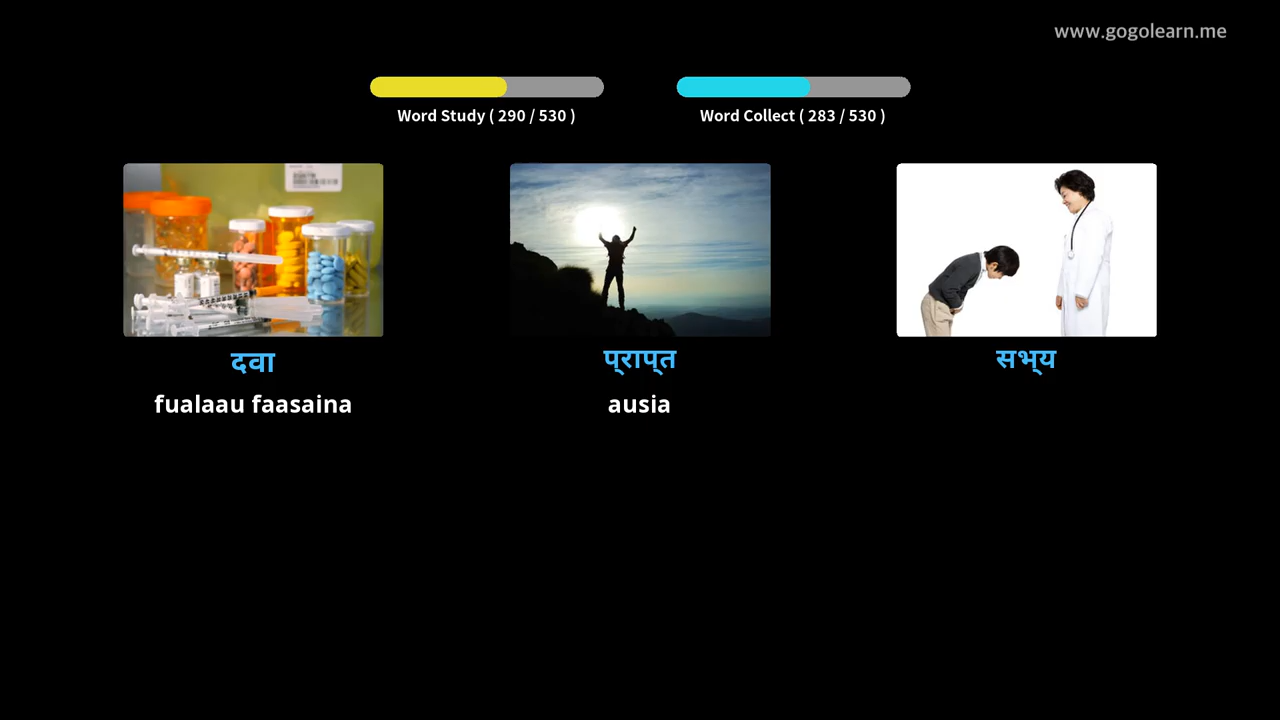 www.gogolearn.me
Word Study ( 290 / 530 )
Word Collect ( 283 / 530 )
दवा
प्राप्त
सभ्य
fualaau faasaina
ausia